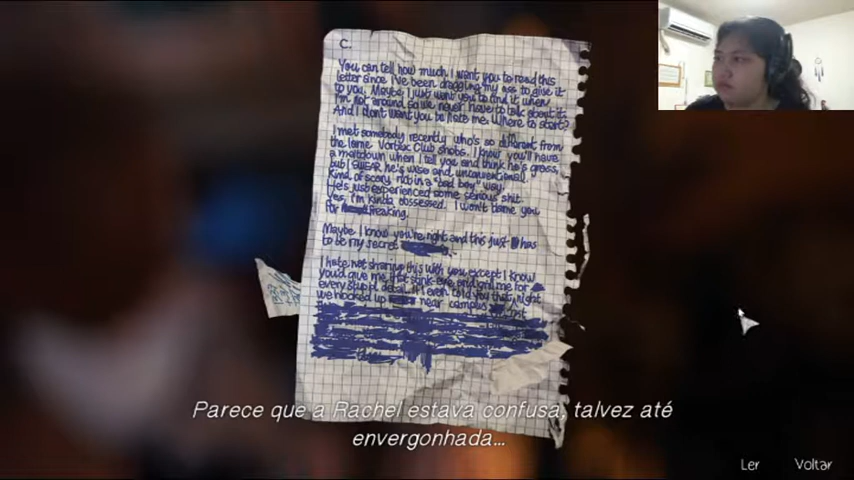 C.
You can tell how much I want you to read this
letter since I've been dragging my ass to give it
to you. Maybe I just want you to find it when
I'm not around so we never have to talk about it.
And I don't want you to hate me. Where to start?
I met somebody recently who's so different from
the lame Vortex Club snobs. I know you'll have
a meltdown when I tell you and think he's gross,
but I SWEAR he's wise and unconventional.
Kind of scary, not in a "bad boy" way.
He's just experienced some serious shit.
Yes, I'm kinda obsessed. I won't blame you
for freaking.
Maybe I know you're right and this just has
to be my secret
I hate not sharing this with you except I know
you'd give me that stink-eye and grill me for
every stupid detail. If I even told you that night
we hooked up near campus
Parece que a Rachel estava confusa, talvez até
envergonhada...
Ler Voltar